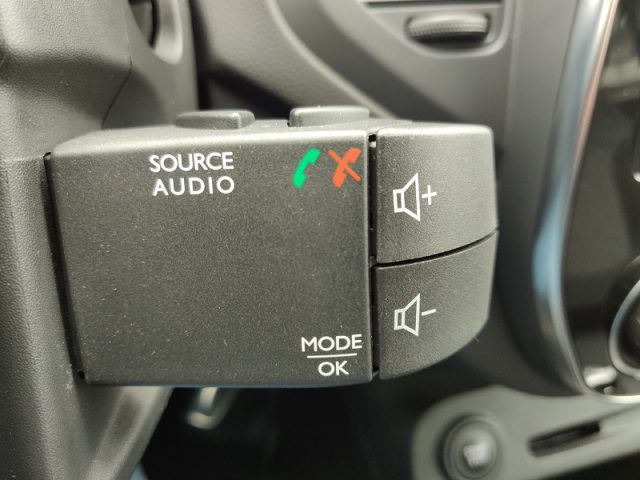 SOURCE
AUDIO
+
-
MODE
OK